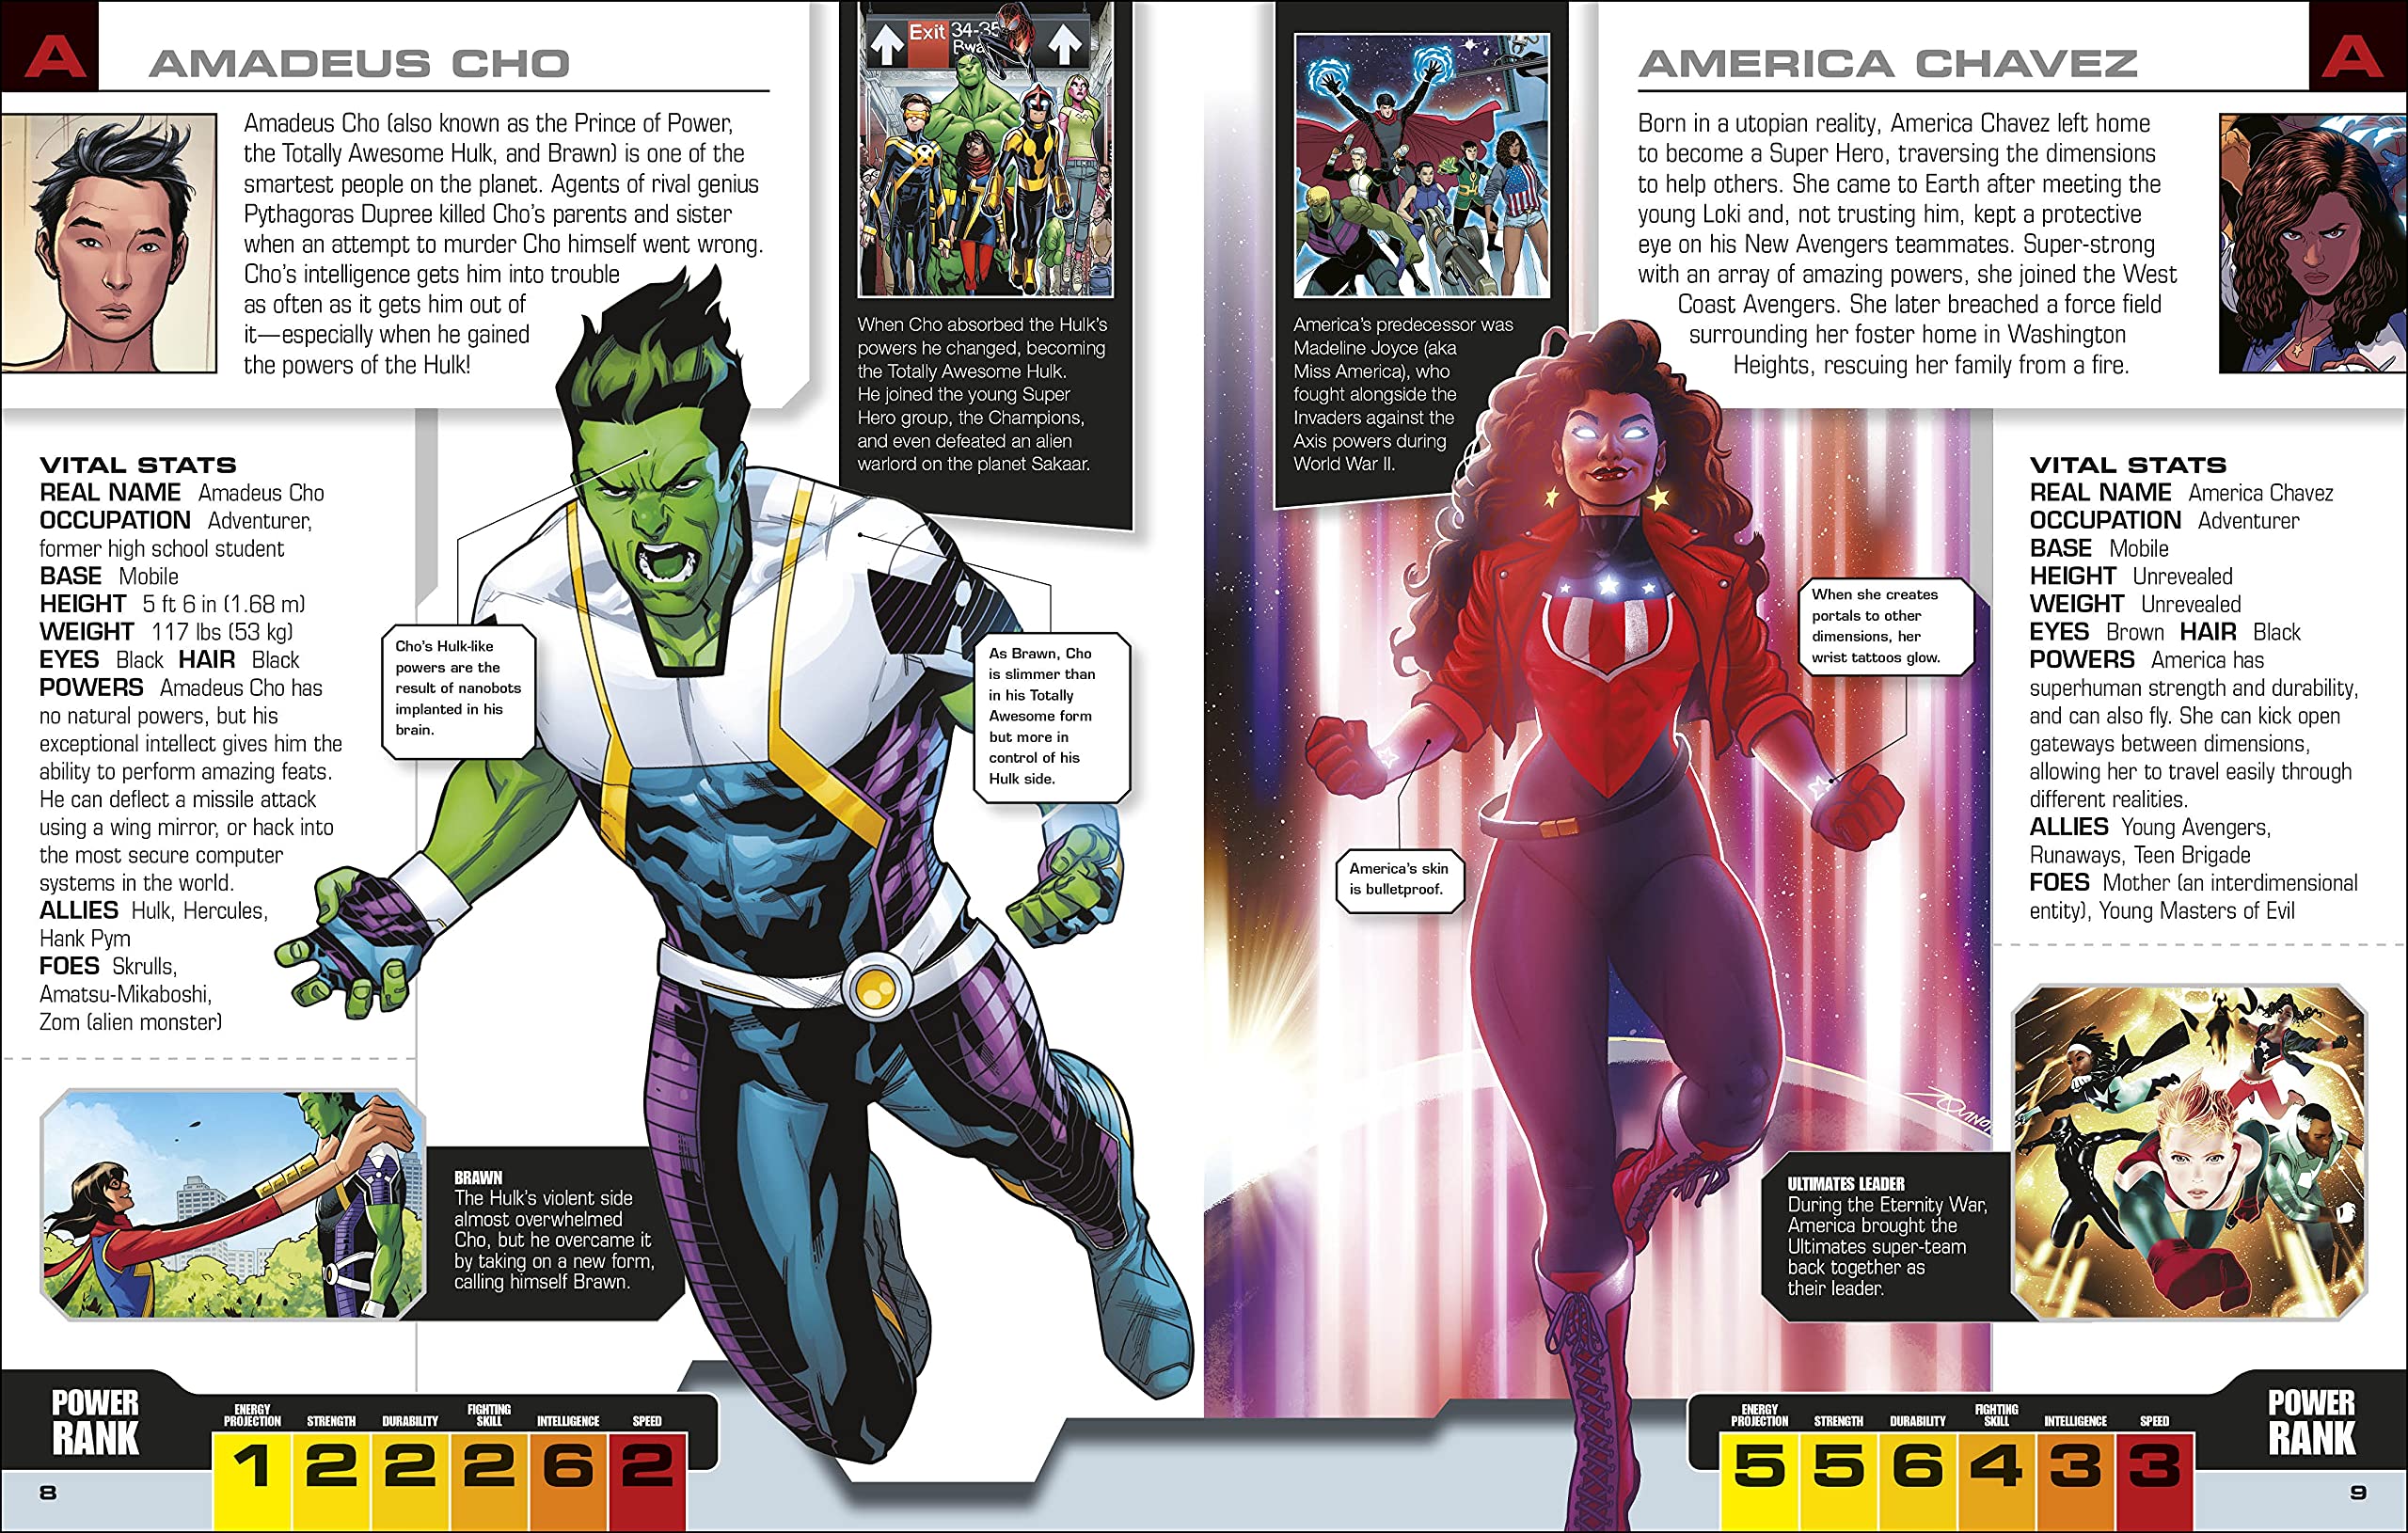 A
AMADEUS CHO
Amadeus Cho (also known as the Prince of Power,
the Totally Awesome Hulk, and Brawn) is one of the
smartest people on the planet. Agents of rival genius
Pythagoras Dupree killed Cho's parents and sister
when an attempt to murder Cho himself went wrong.
Cho's intelligence gets him into trouble
as often as it gets him out of
it—especially when he gained
the powers of the Hulk!
Exit 34-35
When Cho absorbed the Hulk's
powers he changed, becoming
the Totally Awesome Hulk.
He joined the young Super
Hero group, the Champions,
and even defeated an alien
warlord on the planet Sakaar.
VITAL STATS
REAL NAME Amadeus Cho
OCCUPATION Adventurer,
former high school student
BASE Mobile
HEIGHT 5 ft 6 in (1.68 m)
WEIGHT 117 lbs (53 kg)
EYES Black HAIR Black
POWERS Amadeus Cho has
no natural powers, but his
exceptional intellect gives him the
ability to perform amazing feats.
He can deflect a missile attack
using a wing mirror, or hack into
the most secure computer
systems in the world.
ALLIES Hulk, Hercules,
Hank Pym
FOES Skrulls,
Amatsu-Mikaboshi,
Zom (alien monster)
Cho's Hulk-like
powers are the
result of nanobots
implanted in his
brain.
As Brawn, Cho
is slimmer than
in his Totally
Awesome form
but more in
control of his
Hulk side.
BRAWN
The Hulk's violent side
almost overwhelmed
Cho, but he overcame it
by taking on a new form,
calling himself Brawn.
POWER
RANK
ENERGY
PROJECTION
STRENGTH
DURABILITY
FIGHTING
SKILL
INTELLIGENCE
SPEED
1 2 2 2 6 2
8
A
AMERICA CHAVEZ
Born in a utopian reality, America Chavez left home
to become a Super Hero, traversing the dimensions
to help others. She came to Earth after meeting the
young Loki and, not trusting him, kept a protective
eye on his New Avengers teammates. Super-strong
with an array of amazing powers, she joined the West
Coast Avengers. She later breached a force field
surrounding her foster home in Washington
Heights, rescuing her family from a fire.
America's predecessor was
Madeline Joyce (aka
Miss America), who
fought alongside the
Invaders against the
Axis powers during
World War II.
When she creates
portals to other
dimensions, her
wrist tattoos glow.
America's skin
is bulletproof.
VITAL STATS
REAL NAME America Chavez
OCCUPATION Adventurer
BASE Mobile
HEIGHT Unrevealed
WEIGHT Unrevealed
EYES Brown HAIR Black
POWERS America has
superhuman strength and durability,
and can also fly. She can kick open
gateways between dimensions,
allowing her to travel easily through
different realities.
ALLIES Young Avengers,
Runaways, Teen Brigade
FOES Mother (an interdimensional
entity), Young Masters of Evil
ULTIMATES LEADER
During the Eternity War,
America brought the
Ultimates super-team
back together as
their leader.
ENERGY
PROJECTION
STRENGTH
DURABILITY
FIGHTING
SKILL
INTELLIGENCE
SPEED
5 5 6 4 3 3
POWER
RANK
9